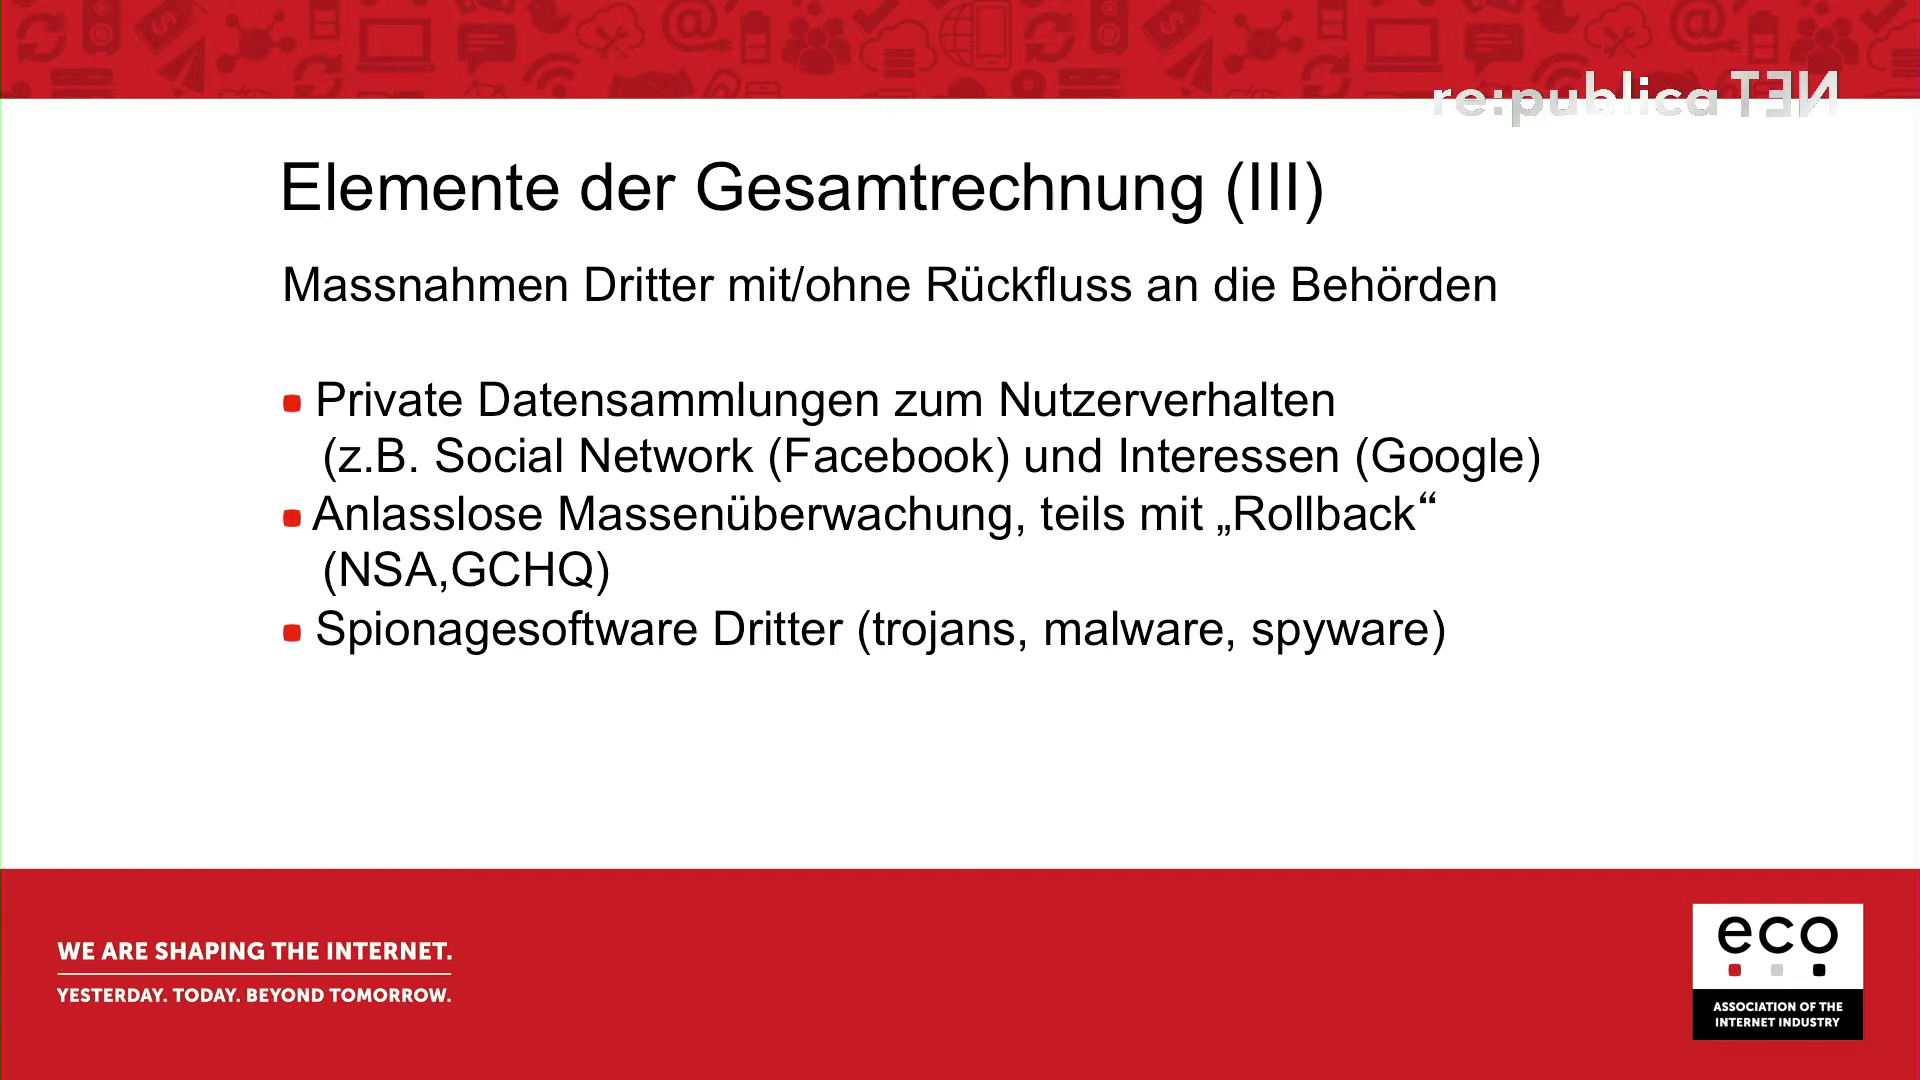 re:publica TEN
Elemente der Gesamtrechnung (III)
Massnahmen Dritter mit/ohne Rückfluss an die Behörden
Private Datensammlungen zum Nutzerverhalten
(z.B. Social Network (Facebook) und Interessen (Google)
Anlasslose Massenüberwachung, teils mit „Rollback“
(NSA,GCHQ)
Spionagesoftware Dritter (trojans, malware, spyware)
WE ARE SHAPING THE INTERNET.
YESTERDAY. TODAY. BEYOND TOMORROW.
eco
ASSOCIATION OF THE
INTERNET INDUSTRY